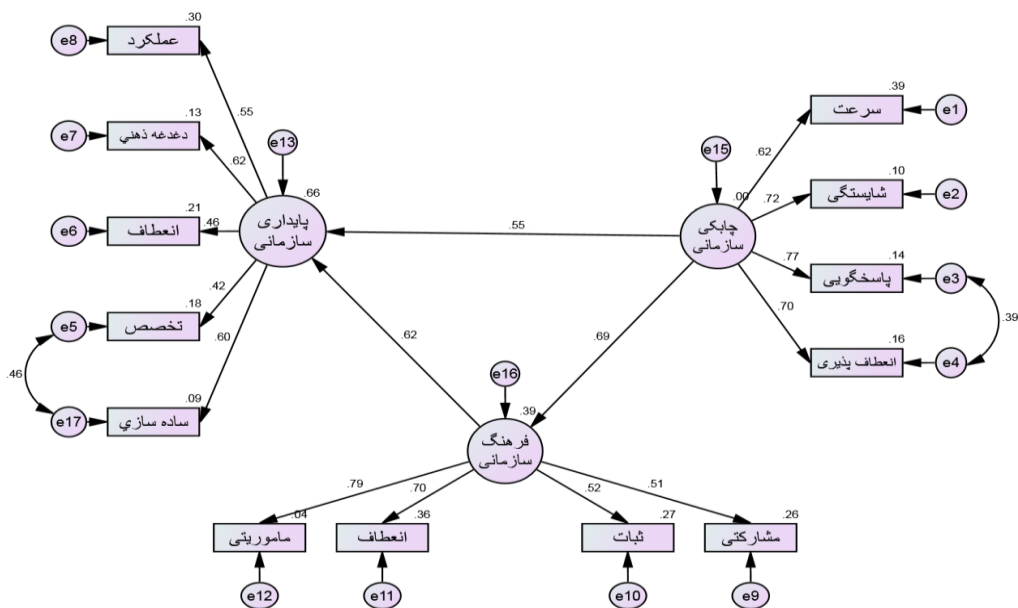 .30
e8
عملکرد
.55
.13
e7
دغدغه ذهني
.62
e13
.66
پایداری
سازمانی
.21
e6
انعطاف
.46
.42
.18
e5
تخصص
.60
.46
.09
e17
ساده سازي
.55
e15
.00
چابکی
سازمانی
.39
سرعت
e1
.62
.10
شایستگی
e2
.72
.14
پاسخگویی
e3
.77
.39
.70
.16
انعطاف پذیری
e4
.62
.69
e16
.39
فرهنگ
سازمانی
.79
.70
.52
.51
.04
ماموریتی
.36
انعطاف
.27
ثبات
.26
مشارکتی
e12
e11
e10
e9